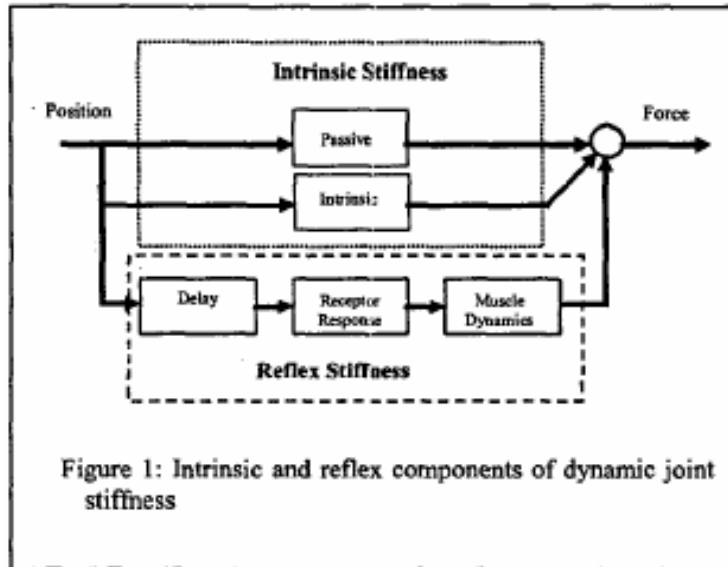 Intrinsic Stiffness
Position
Force
Passive
Intrinsic
Delay
Receptor
Response
Muscle
Dynamics
Reflex Stiffness
Figure 1: Intrinsic and reflex components of dynamic joint
stiffness